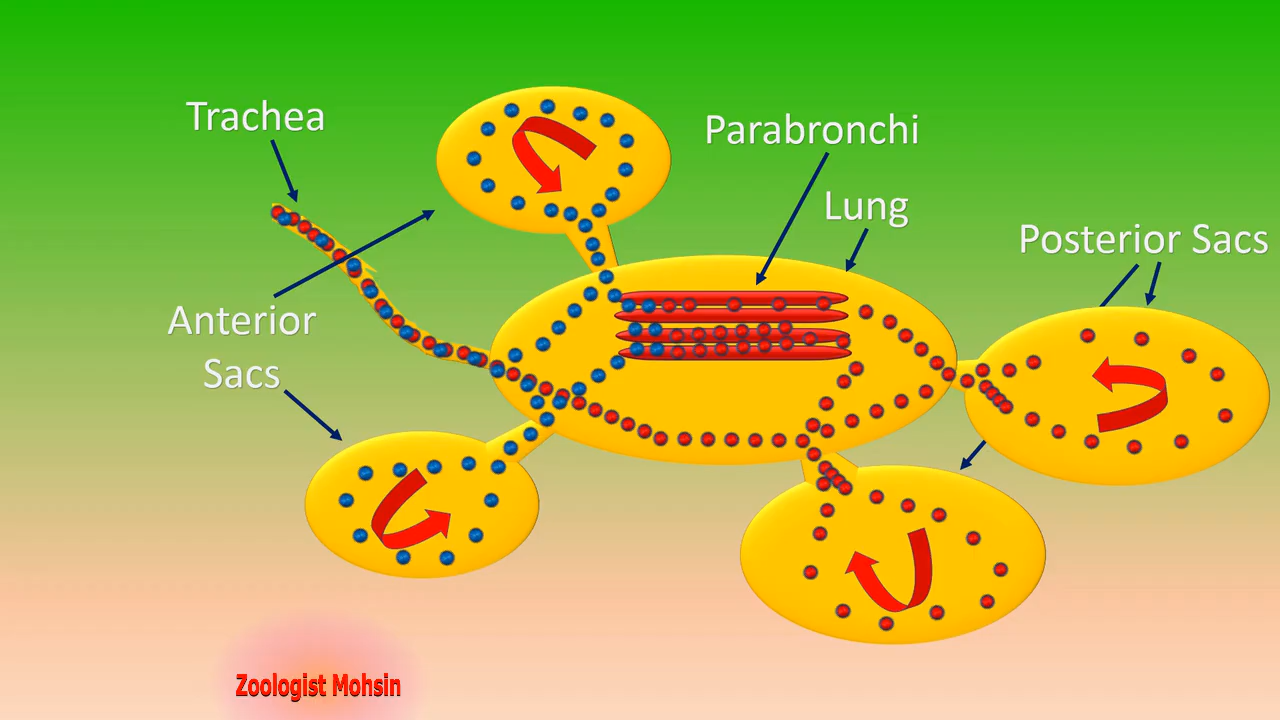 Trachea
Parabronchi
Lung
Posterior Sacs
Anterior
Sacs
Zoologist Mohsin